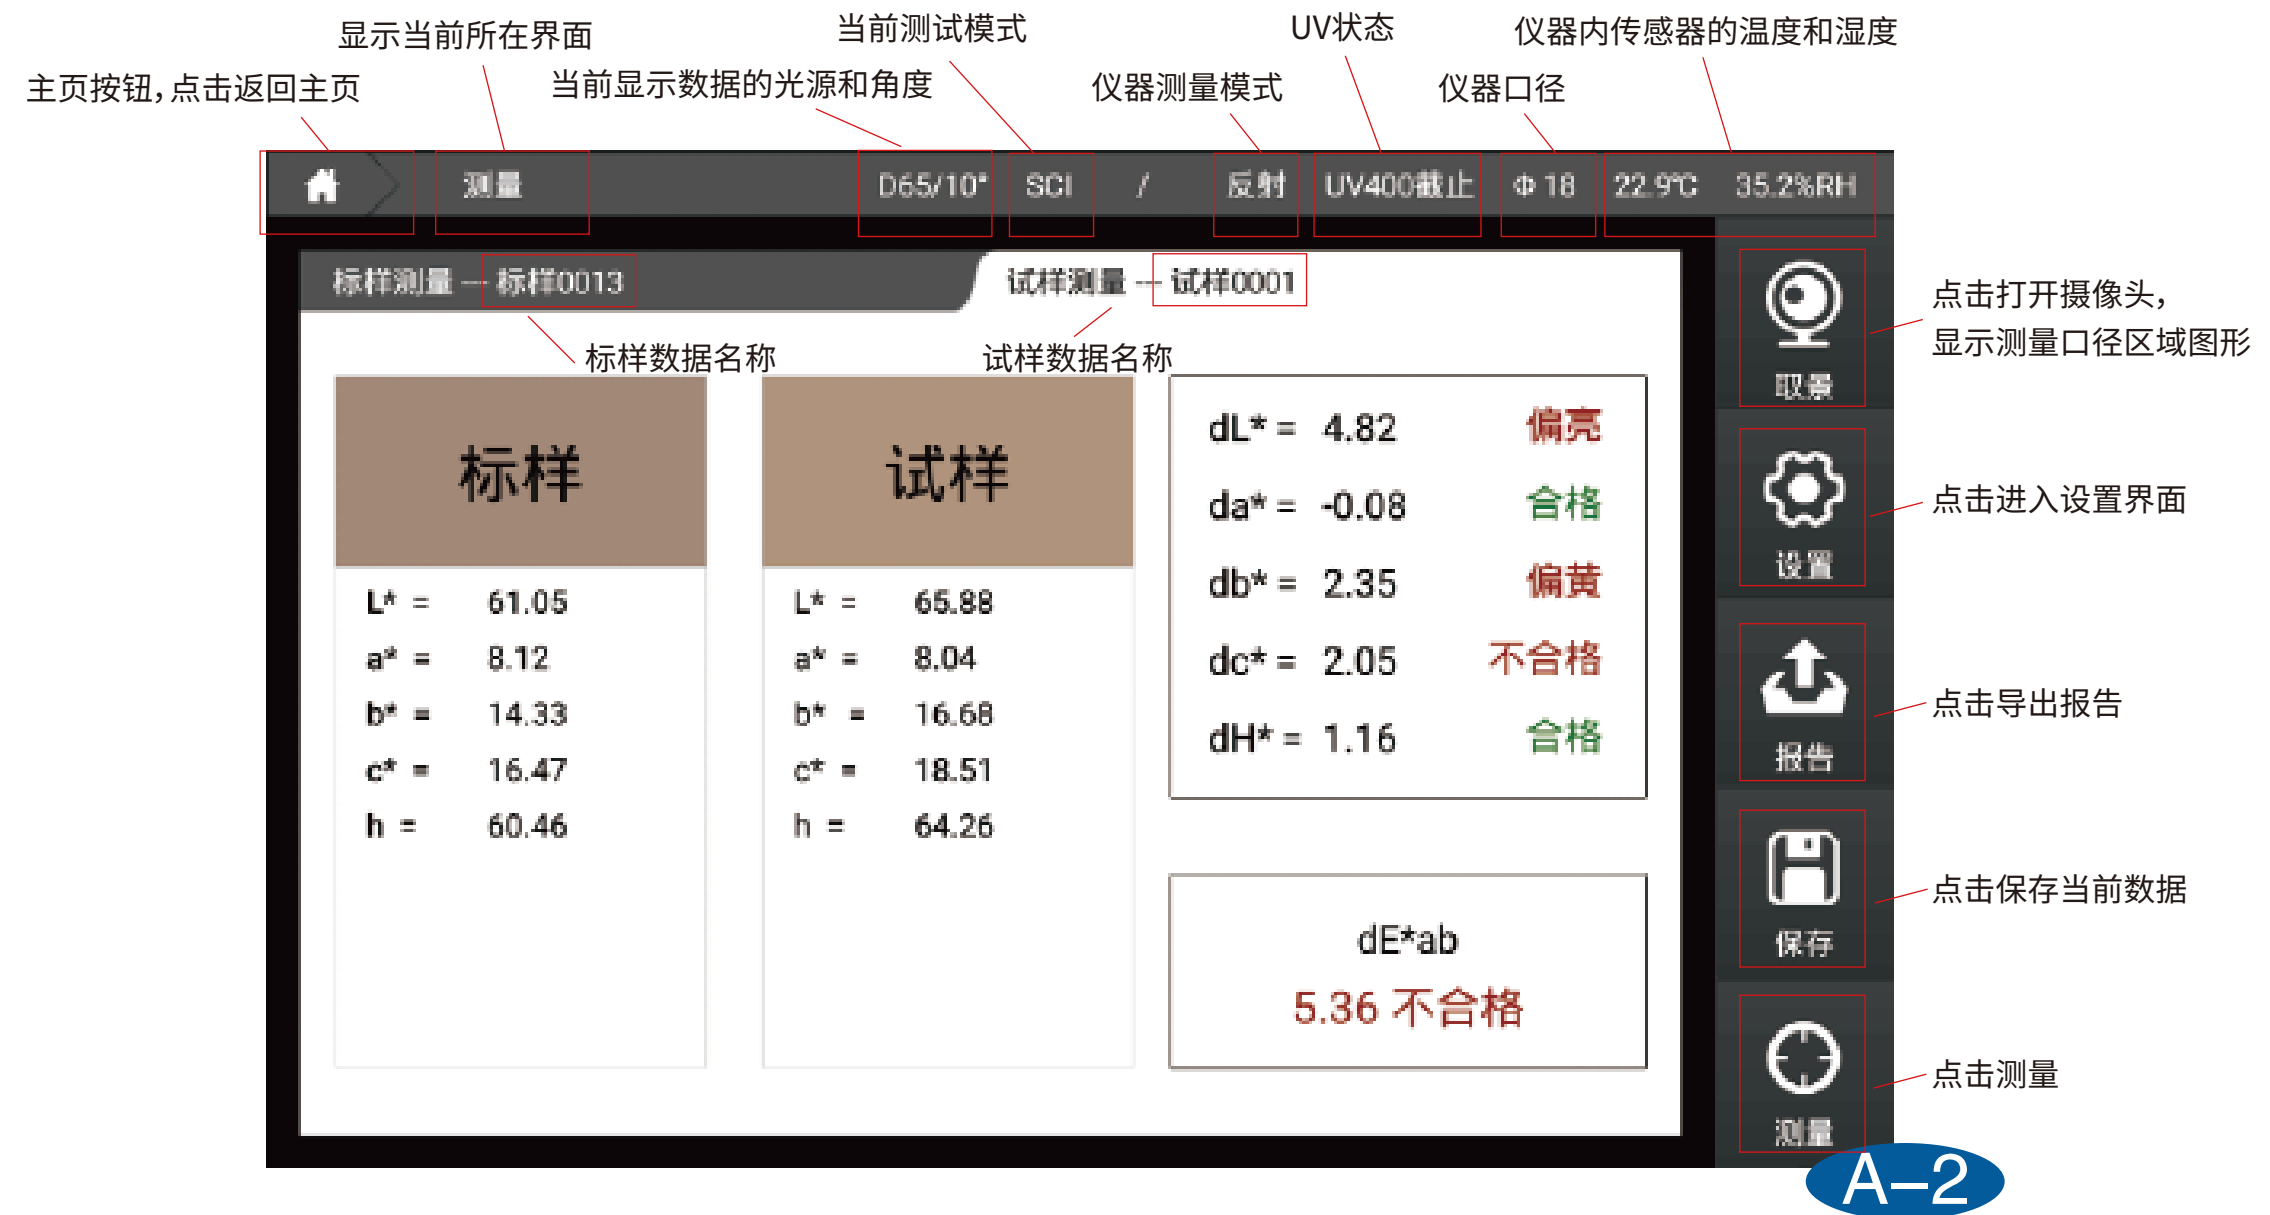 显示当前所在界面
当前测试模式
UV状态
仪器内传感器的温度和湿度
主页按钮,点击返回主页
当前显示数据的光源和角度
仪器测量模式
仪器口径
测量
D65/10°
SCI
/
反射
UV400截止
Φ 18
22.9℃
35.2%RH
标样测量 --- 标样0013
试样测量 --- 试样0001
标样数据名称
试样数据名称
标样
L* = 61.05
a* = 8.12
b* = 14.33
c* = 16.47
h = 60.46
试样
L* = 65.88
a* = 8.04
b* = 16.68
c* = 18.51
h = 64.26
dL* = 4.82 偏亮
da* = -0.08 合格
db* = 2.35 偏黄
dc* = 2.05 不合格
dH* = 1.16 合格
dE*ab
5.36 不合格
取景
点击打开摄像头,
显示测量口径区域图形
设置
点击进入设置界面
报告
点击导出报告
保存
点击保存当前数据
测量
点击测量
A-2